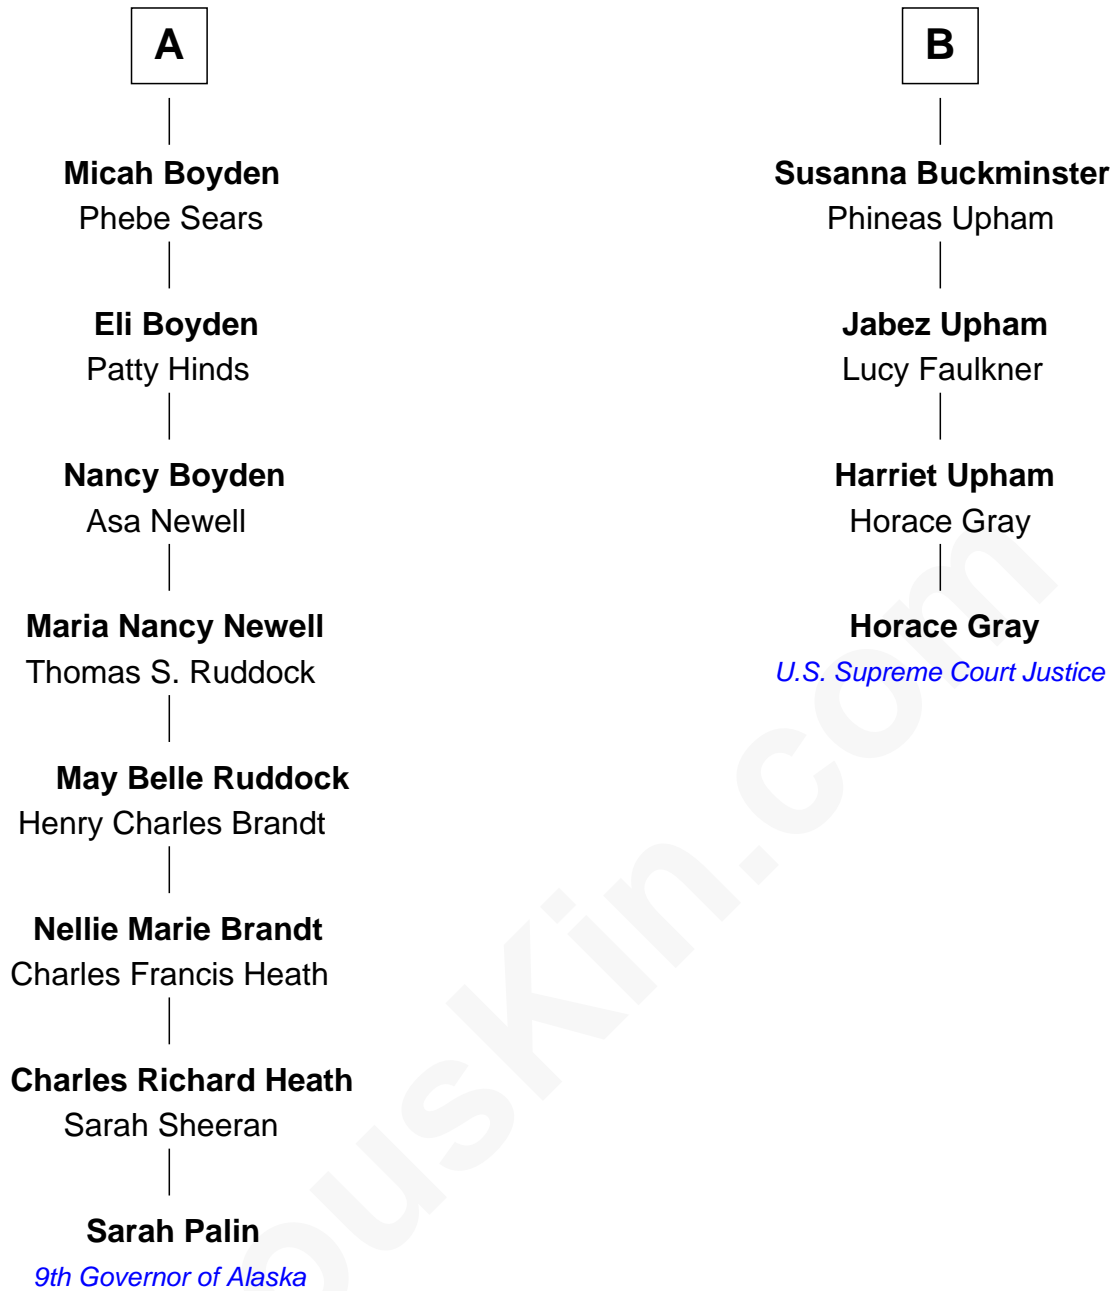 A
Micah Boyden
Phebe Sears
Eli Boyden
Patty Hinds
Nancy Boyden
Asa Newell
Maria Nancy Newell
Thomas S. Ruddock
May Belle Ruddock
Henry Charles Brandt
Nellie Marie Brandt
Charles Francis Heath
Charles Richard Heath
Sarah Sheeran
Sarah Palin
9th Governor of Alaska
B
Susanna Buckminster
Phineas Upham
Jabez Upham
Lucy Faulkner
Harriet Upham
Horace Gray
Horace Gray
U.S. Supreme Court Justice
ousKin.com